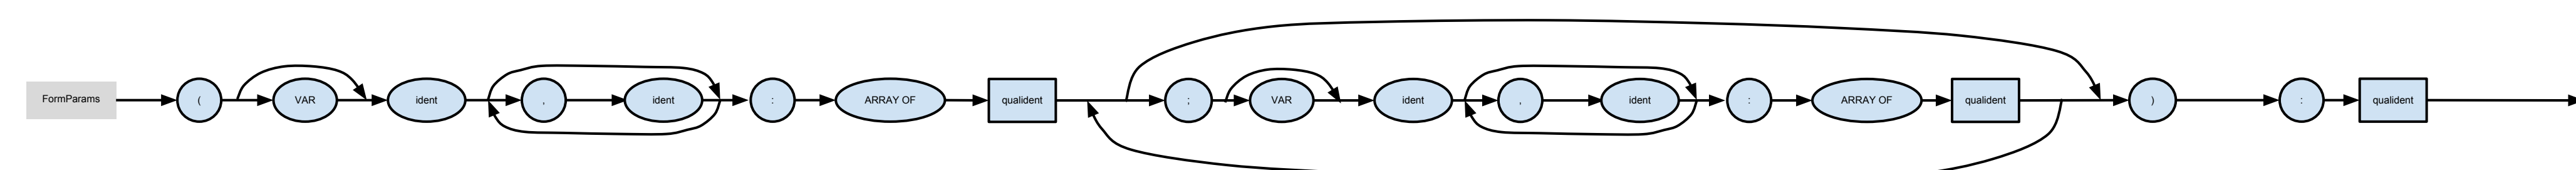 FormParams ( VAR ident , ident : ARRAY OF qualident ; VAR ident , ident : ARRAY OF qualident ) : qualident